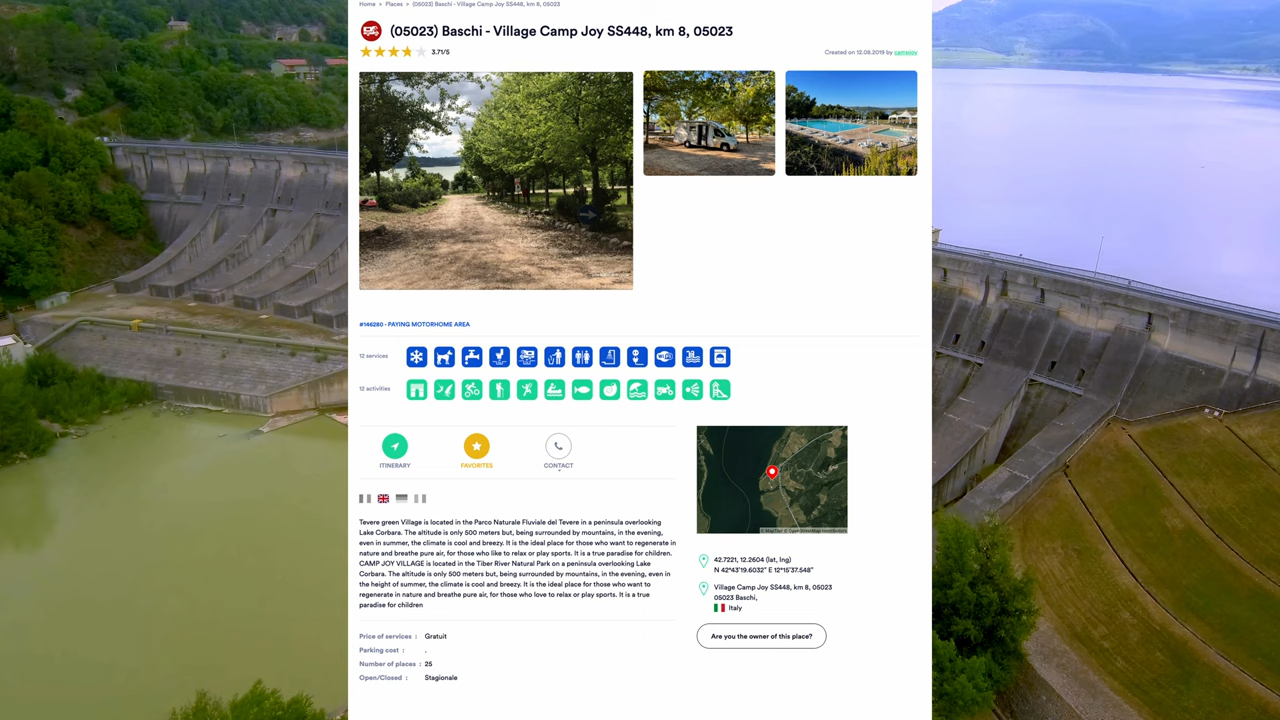 Home > Places > (05023) Baschi - Village Camp Joy SS448, km 8, 05023
(05023) Baschi - Village Camp Joy SS448, km 8, 05023
3.71/5
Created on 12.08.2019 by campjoy
#146280 - PAYING MOTORHOME AREA
12 services
12 activities
ITINERARY
FAVORITES
CONTACT
Tevere green Village is located in the Parco Naturale Fluviale del Tevere in a peninsula overlooking
Lake Corbara. The altitude is only 500 meters but, being surrounded by mountains, in the evening,
even in summer, the climate is cool and breezy. It is the ideal place for those who want to regenerate in
nature and breathe pure air, for those who like to relax or play sports. It is a true paradise for children.
CAMP JOY VILLAGE is located in the Tiber River Natural Park on a peninsula overlooking Lake
Corbara. The altitude is only 500 meters but, being surrounded by mountains, in the evening, even in
the height of summer, the climate is cool and breezy. It is the ideal place for those who want to
regenerate in nature and breathe pure air, for those who love to relax or play sports. It is a true
paradise for children
© MapTiler © OpenStreetMap contributors
42.7221, 12.2604 (lat, lng)
N 42°43'19.6032" E 12°15'37.548"
Village Camp Joy SS448, km 8, 05023
05023 Baschi,
Italy
Are you the owner of this place?
Price of services : Gratuit
Parking cost : .
Number of places : 25
Open/Closed : Stagionale